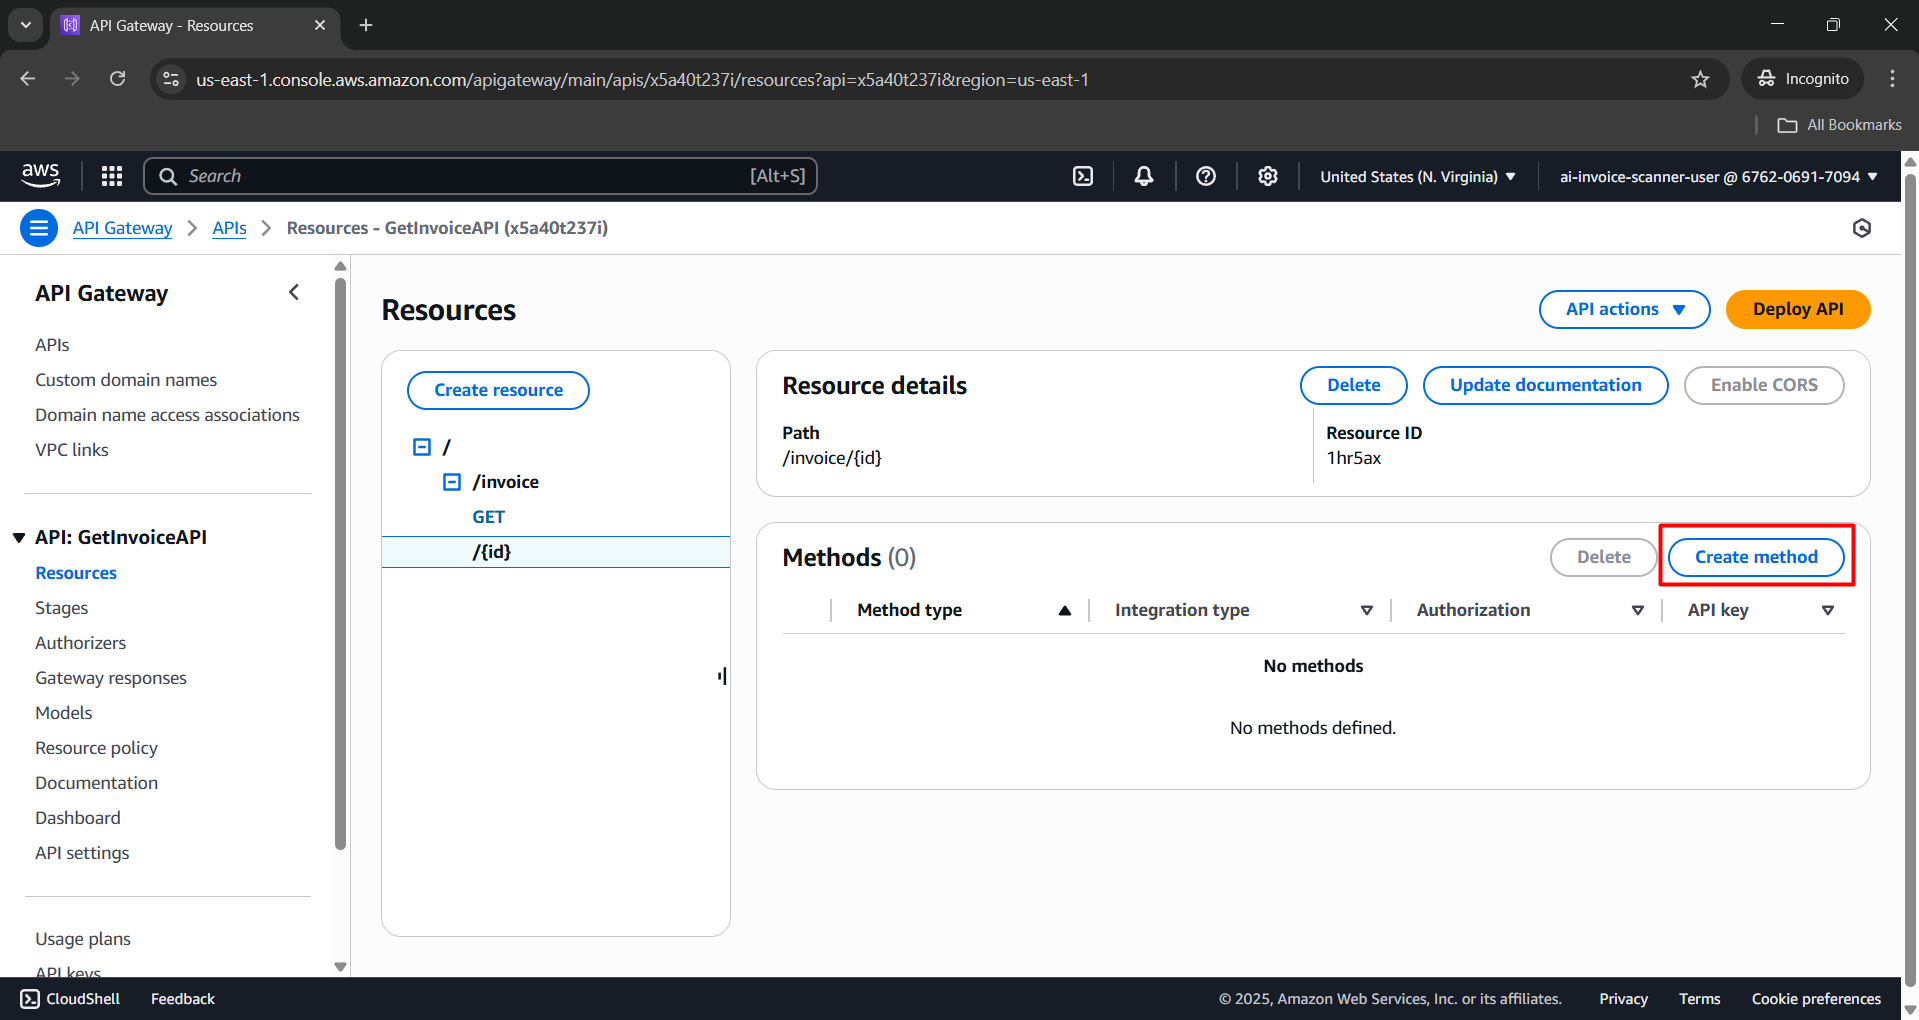 API Gateway - Resources
us-east-1.console.aws.amazon.com/apigateway/main/apis/x5a40t237i/resources?api=x5a40t237i&region=us-east-1
Incognito
All Bookmarks
aws
Search
[Alt+S]
United States (N. Virginia)
ai-invoice-scanner-user @ 6762-0691-7094
API Gateway
APIs
Resources - GetInvoiceAPI (x5a40t237i)
API Gateway
APIs
Custom domain names
Domain name access associations
VPC links
API: GetInvoiceAPI
Resources
Stages
Authorizers
Gateway responses
Models
Resource policy
Documentation
Dashboard
API settings
Usage plans
API keys
Resources
API actions
Deploy API
Create resource
/
/invoice
GET
/{id}
Resource details
Delete
Update documentation
Enable CORS
Path
/invoice/{id}
Resource ID
1hr5ax
Methods (0)
Delete
Create method
Method type
Integration type
Authorization
API key
No methods
No methods defined.
CloudShell
Feedback
© 2025, Amazon Web Services, Inc. or its affiliates.
Privacy
Terms
Cookie preferences